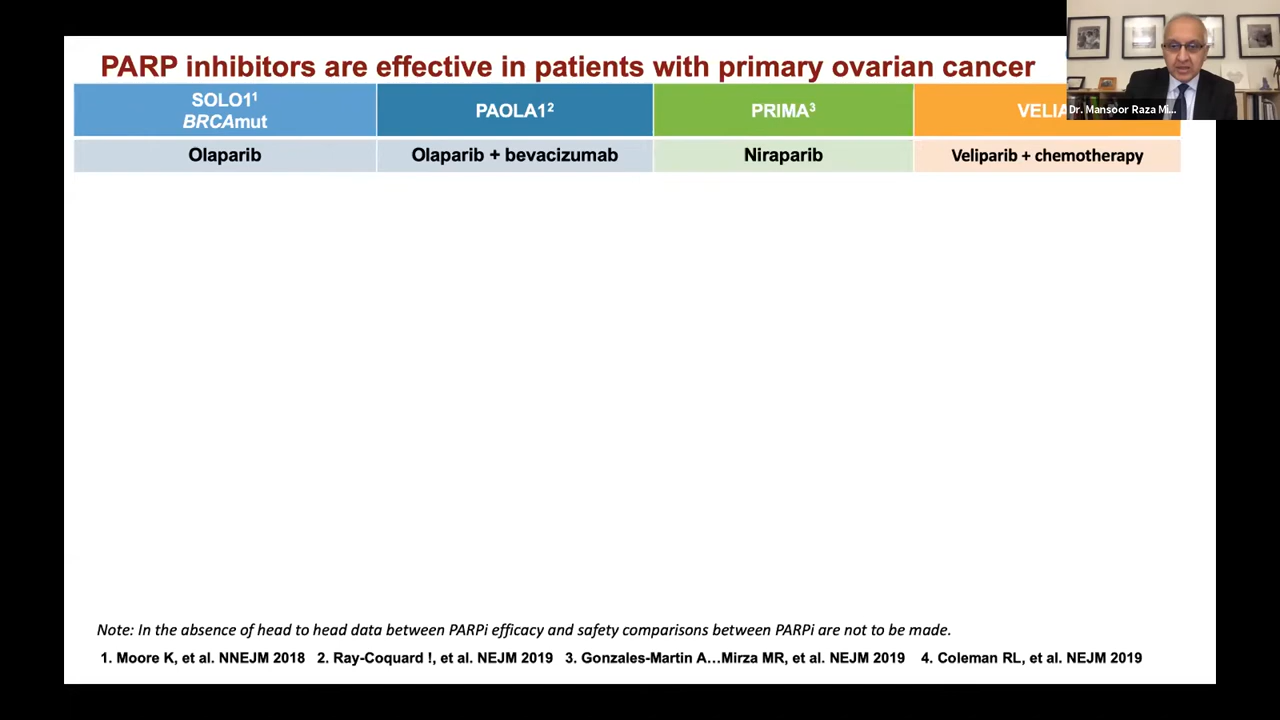 PARP inhibitors are effective in patients with primary ovarian cancer
SOLO1¹
BRCAmut
PAOLA1²
PRIMA³
VELIA
Dr. Mansoor Raza Mi...
Olaparib
Olaparib + bevacizumab
Niraparib
Veliparib + chemotherapy
Note: In the absence of head to head data between PARPi efficacy and safety comparisons between PARPi are not to be made.
1. Moore K, et al. NNEJM 2018 2. Ray-Coquard !, et al. NEJM 2019 3. Gonzales-Martin A…Mirza MR, et al. NEJM 2019 4. Coleman RL, et al. NEJM 2019